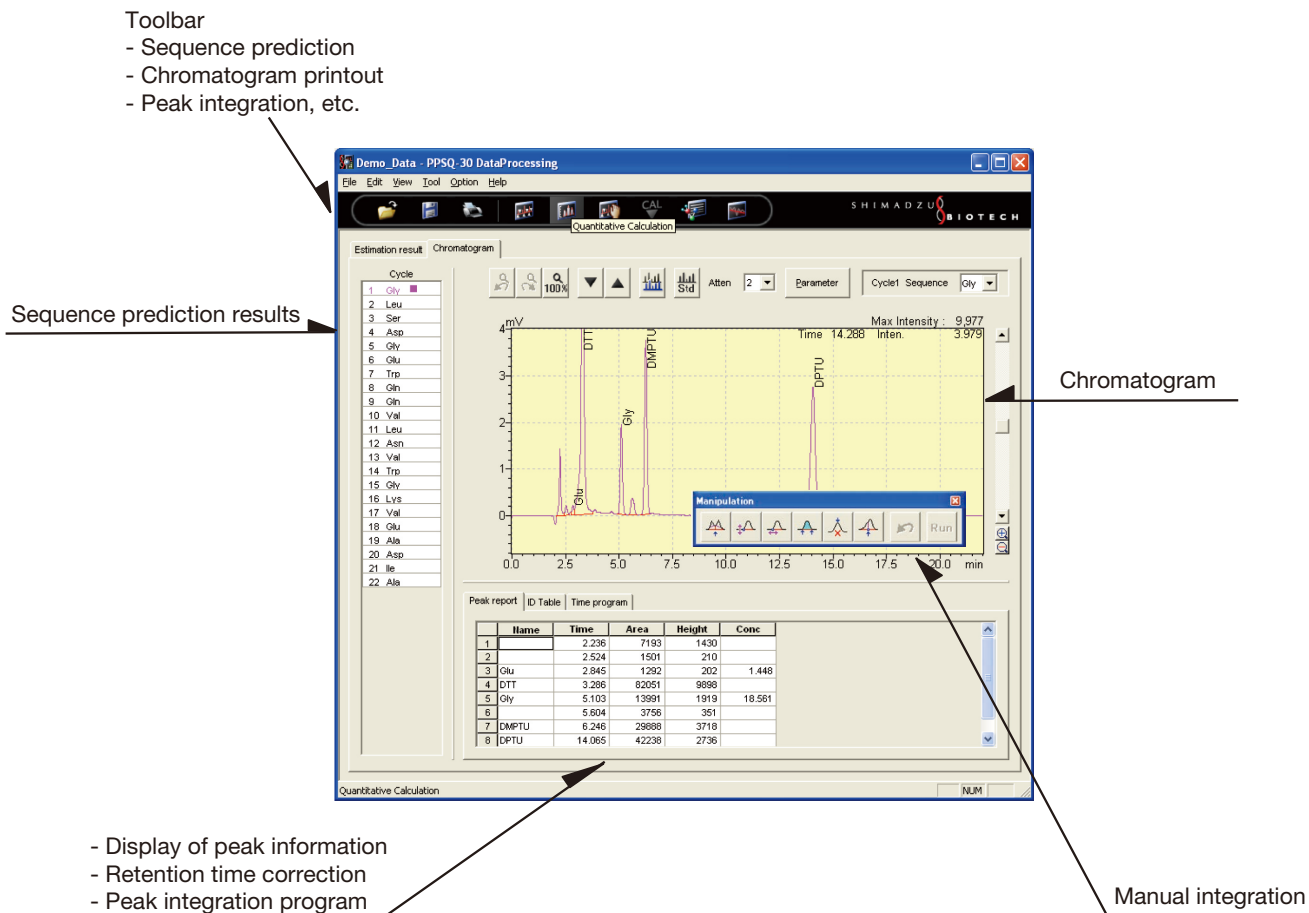 Toolbar
- Sequence prediction
- Chromatogram printout
- Peak integration, etc.
Demo_Data - PPSQ-30 DataProcessing
File Edit View Tool Option Help
CAL
SHIMADZU
BIOTECH
Quantitative Calculation
Estimation result Chromatogram
Cycle
1 Gly
2 Leu
3 Ser
4 Asp
5 Gly
6 Glu
7 Trp
8 Gln
9 Gln
10 Val
11 Leu
12 Asn
13 Val
14 Trp
15 Gly
16 Lys
17 Val
18 Glu
19 Ala
20 Asp
21 Ile
22 Ala
Sequence prediction results
100% Std Atten 2 Parameter Cycle1 Sequence Gly
mV
Max Intensity : 9,977
Time 14.288 Inten. 3.979
4
3
2
1
0
Glu
DTT
Gly
DMPTU
DPTU
0.0 2.5 5.0 7.5 10.0 12.5 15.0 17.5 20.0 min
Chromatogram
Manipulation
Run
Peak report ID Table Time program
Name Time Area Height Conc
1 2.236 7193 1430
2 2.524 1501 210
3 Glu 2.845 1292 202 1.448
4 DTT 3.286 82051 9898
5 Gly 5.103 13991 1919 18.561
6 5.604 3756 351
7 DMPTU 6.246 29888 3718
8 DPTU 14.065 42238 2736
Quantitative Calculation NUM
- Display of peak information
- Retention time correction
- Peak integration program
Manual integration